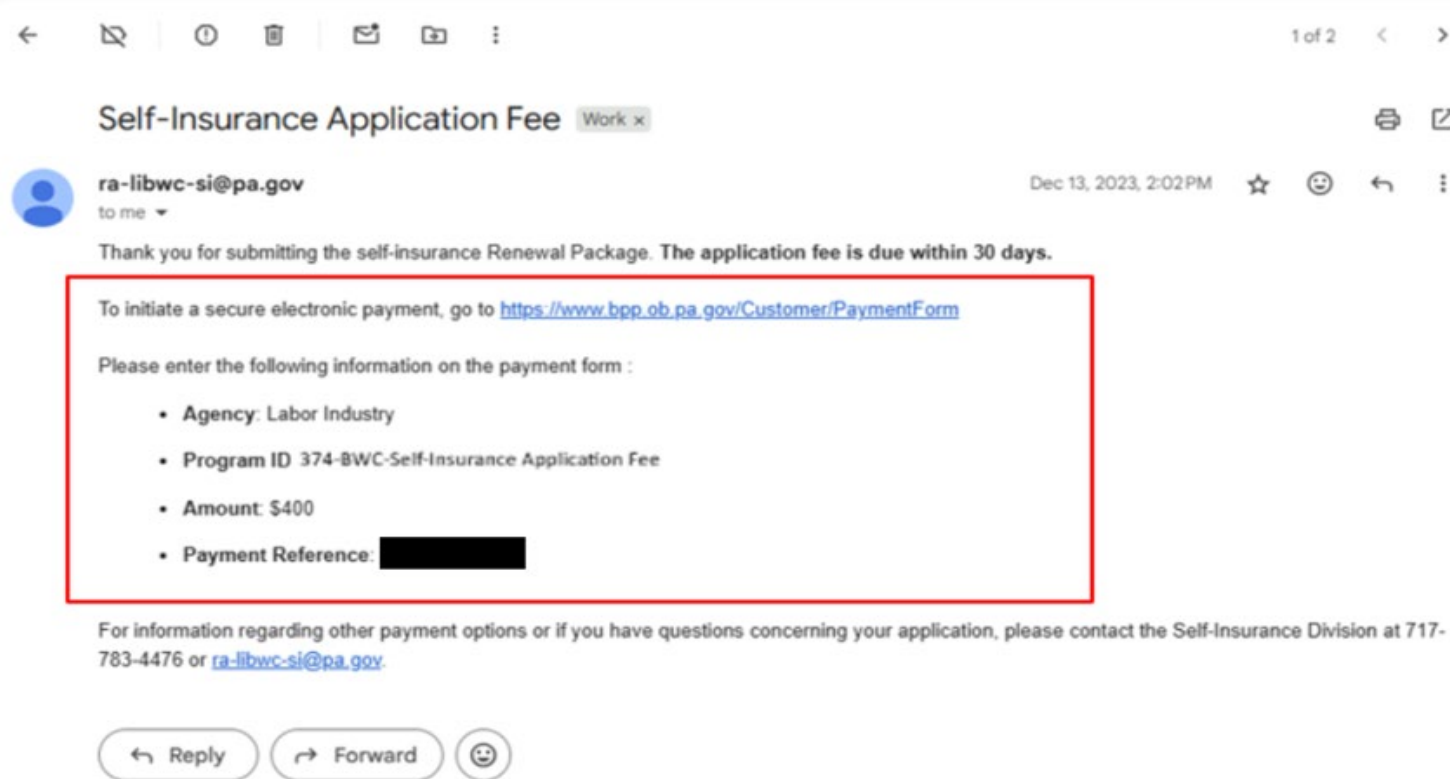 1 of 2
Self-Insurance Application Fee Work ×
ra-libwc-si@pa.gov Dec 13, 2023, 2:02 PM
to me
Thank you for submitting the self-insurance Renewal Package. The application fee is due within 30 days.
To initiate a secure electronic payment, go to https://www.bpp.ob.pa.gov/Customer/PaymentForm
Please enter the following information on the payment form :
• Agency: Labor Industry
• Program ID 374-BWC-Self-Insurance Application Fee
• Amount: $400
• Payment Reference:
For information regarding other payment options or if you have questions concerning your application, please contact the Self-Insurance Division at 717-
783-4476 or ra-libwc-si@pa.gov.
Reply Forward